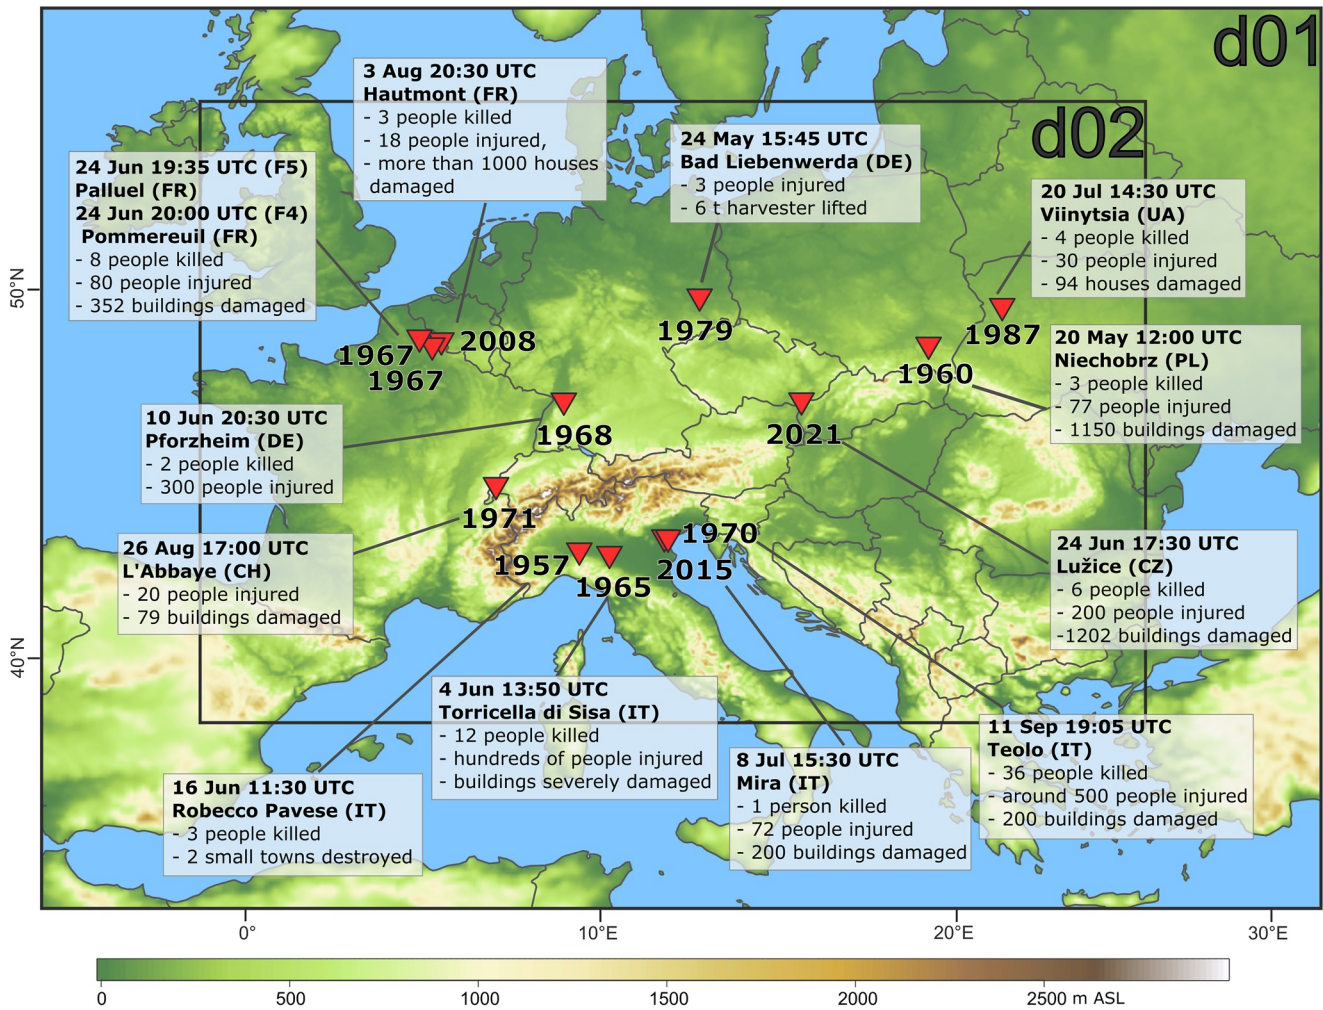 d01
d02
3 Aug 20:30 UTC
Hautmont (FR)
- 3 people killed
- 18 people injured,
- more than 1000 houses
damaged
24 May 15:45 UTC
Bad Liebenwerda (DE)
- 3 people injured
- 6 t harvester lifted
24 Jun 19:35 UTC (F5)
Palluel (FR)
24 Jun 20:00 UTC (F4)
Pommereuil (FR)
- 8 people killed
- 80 people injured
- 352 buildings damaged
20 Jul 14:30 UTC
Viinytsia (UA)
- 4 people killed
- 30 people injured
- 94 houses damaged
50°N
1979
1987
2008
1967
1967
1960
20 May 12:00 UTC
Niechobrz (PL)
- 3 people killed
- 77 people injured
- 1150 buildings damaged
10 Jun 20:30 UTC
Pforzheim (DE)
- 2 people killed
- 300 people injured
1968
2021
1971
26 Aug 17:00 UTC
L'Abbaye (CH)
- 20 people injured
- 79 buildings damaged
1957
1965
1970
2015
24 Jun 17:30 UTC
Lužice (CZ)
- 6 people killed
- 200 people injured
-1202 buildings damaged
40°N
4 Jun 13:50 UTC
Torricella di Sisa (IT)
- 12 people killed
- hundreds of people injured
- buildings severely damaged
11 Sep 19:05 UTC
Teolo (IT)
- 36 people killed
- around 500 people injured
- 200 buildings damaged
8 Jul 15:30 UTC
Mira (IT)
- 1 person killed
- 72 people injured
- 200 buildings damaged
16 Jun 11:30 UTC
Robecco Pavese (IT)
- 3 people killed
- 2 small towns destroyed
0°
10°E
20°E
30°E
0
500
1000
1500
2000
2500 m ASL